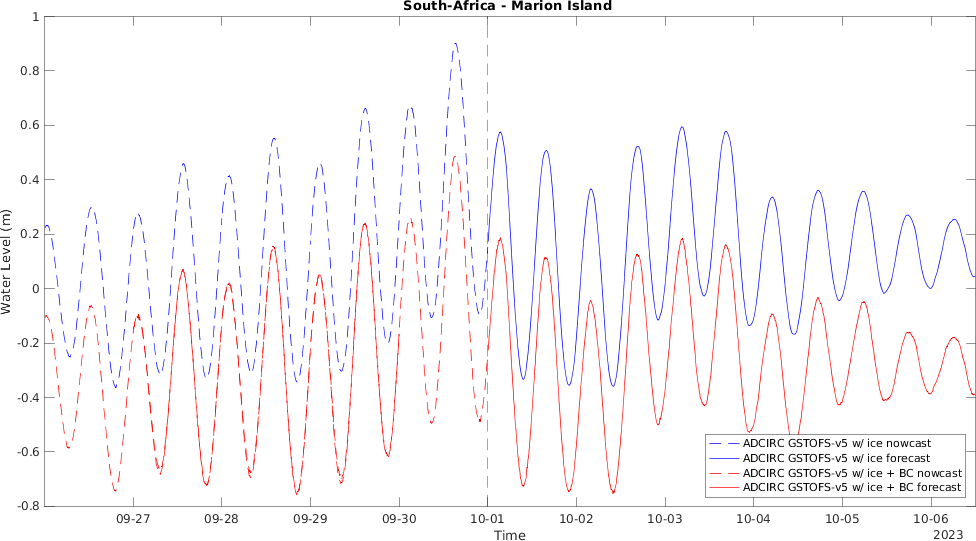 South-Africa - Marion Island
Water Level (m)
1
0.8
0.6
0.4
0.2
0
-0.2
-0.4
-0.6
-0.8
ADCIRC GSTOFS-v5 w/ ice nowcast
ADCIRC GSTOFS-v5 w/ ice forecast
ADCIRC GSTOFS-v5 w/ ice + BC nowcast
ADCIRC GSTOFS-v5 w/ ice + BC forecast
09-27 09-28 09-29 09-30 10-01 10-02 10-03 10-04 10-05 10-06
Time
2023